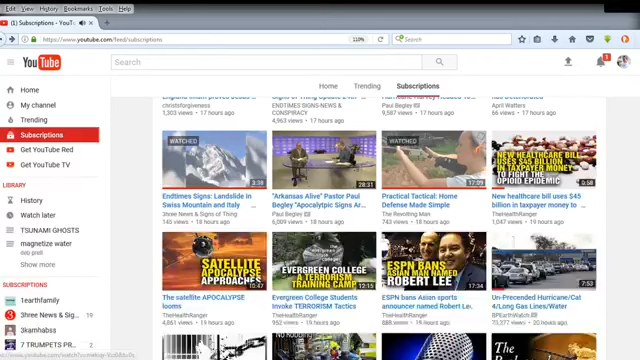 Edit View History Bookmarks Tools Help
(1) Subscriptions - YouT
https://www.youtube.com/feed/subscriptions
110%
Search
YouTube
Search
1
Home Trending Subscriptions
Home
My channel
Trending
Subscriptions
Get YouTube Red
Get YouTube TV
LIBRARY
History
Watch later
TSUNAMI GHOSTS
magnetize water
Show more
SUBSCRIPTIONS
1earthfamily
3hree News & Sig...
19
3kamhabss
7 TRUMPETS PR...
christsforgiveness
1,303 views • 17 hours ago
ENDTIMES SIGNS-NEWS &
CONSPIRACY
4,963 views • 17 hours ago
Paul Begley
9,587 views • 17 hours ago
April Watters
66 views • 17 hours ago
WATCHED
3:38
Endtimes Signs: Landslide in
Swiss Mountain and Italy
3hree News & Signs of Thing
145 views • 18 hours ago
28:31
"Arkansas Alive" Pastor Paul
Begley "Apocalyptic Signs Ar...
Paul Begley
6,009 views • 18 hours ago
WATCHED
17:09
Practical Tactical: Home
Defense Made Simple
The Revisiting Man
943 views • 18 hours ago
NEW HEALTHCARE BILL
USES $45 BILLION
IN TAXPAYER MONEY
TO FIGHT THE
OPIOID EPIDEMIC
0:58
New healthcare bill uses $45
billion in taxpayer money to
TheHealthRanger
1,047 views • 19 hours ago
SATELLITE
APOCALYPSE
APPROACHES
10:47
The satellite APOCALYPSE
looms
TheHealthRanger
4,061 views • 19 hours ago
EVERGREEN COLLEGE
A TERRORISM
TRAINING CAMP
12:15
Evergreen College Students
Invoke TERRORISM Tactics
TheHealthRanger
ESPN BANS
ASIAN MAN NAMED
ROBERT LEE
17:34
ESPN bans Asian sports
announcer named Robert Le...
TheHealthRanger
19 hours ago
7:53
Un-Precended Hurricane/Cat
4/Long Gas Lines/Water
BPEarthWatch
73,377 views • 20 hours ago